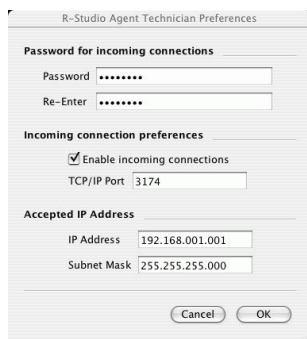 R-Studio Agent Technician Preferences
Password for incoming connections
Password ••••••••
Re-Enter ••••••••
Incoming connection preferences
Enable incoming connections
TCP/IP Port 3174
Accepted IP Address
IP Address 192.168.001.001
Subnet Mask 255.255.255.000
Cancel OK